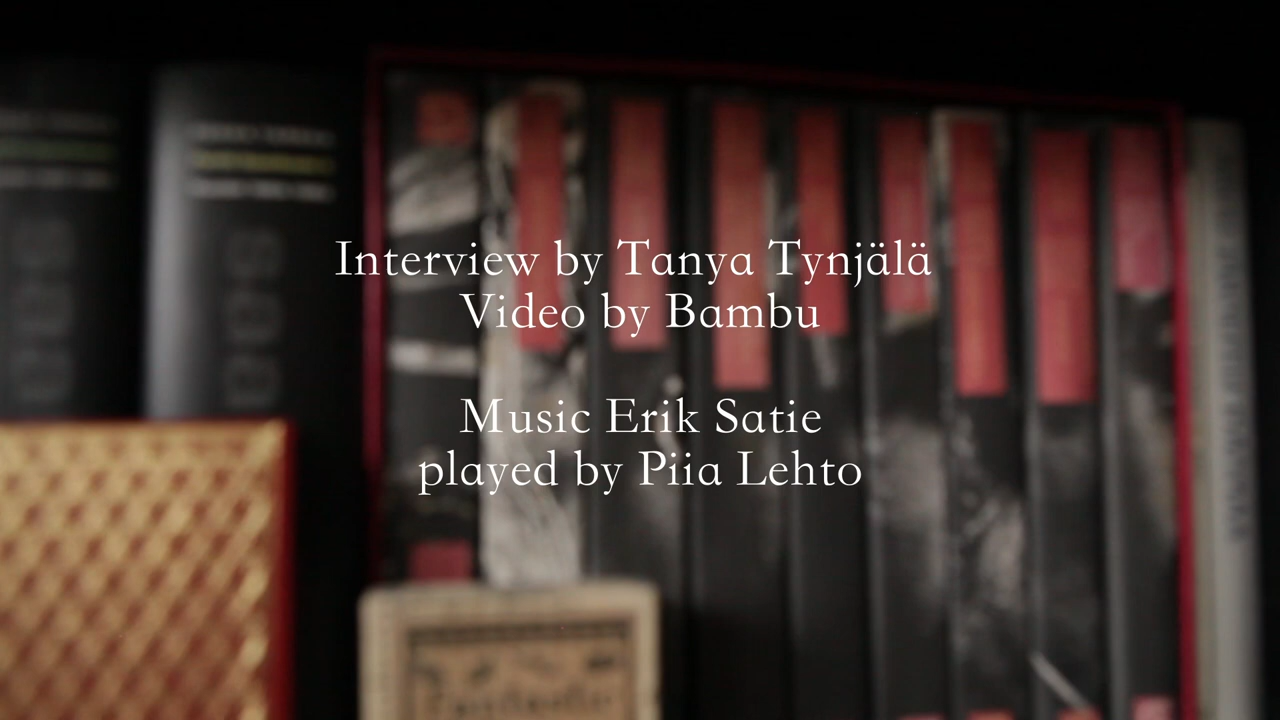 Interview by Tanya Tynjälä
Video by Bambu
Music Erik Satie
played by Piia Lehto